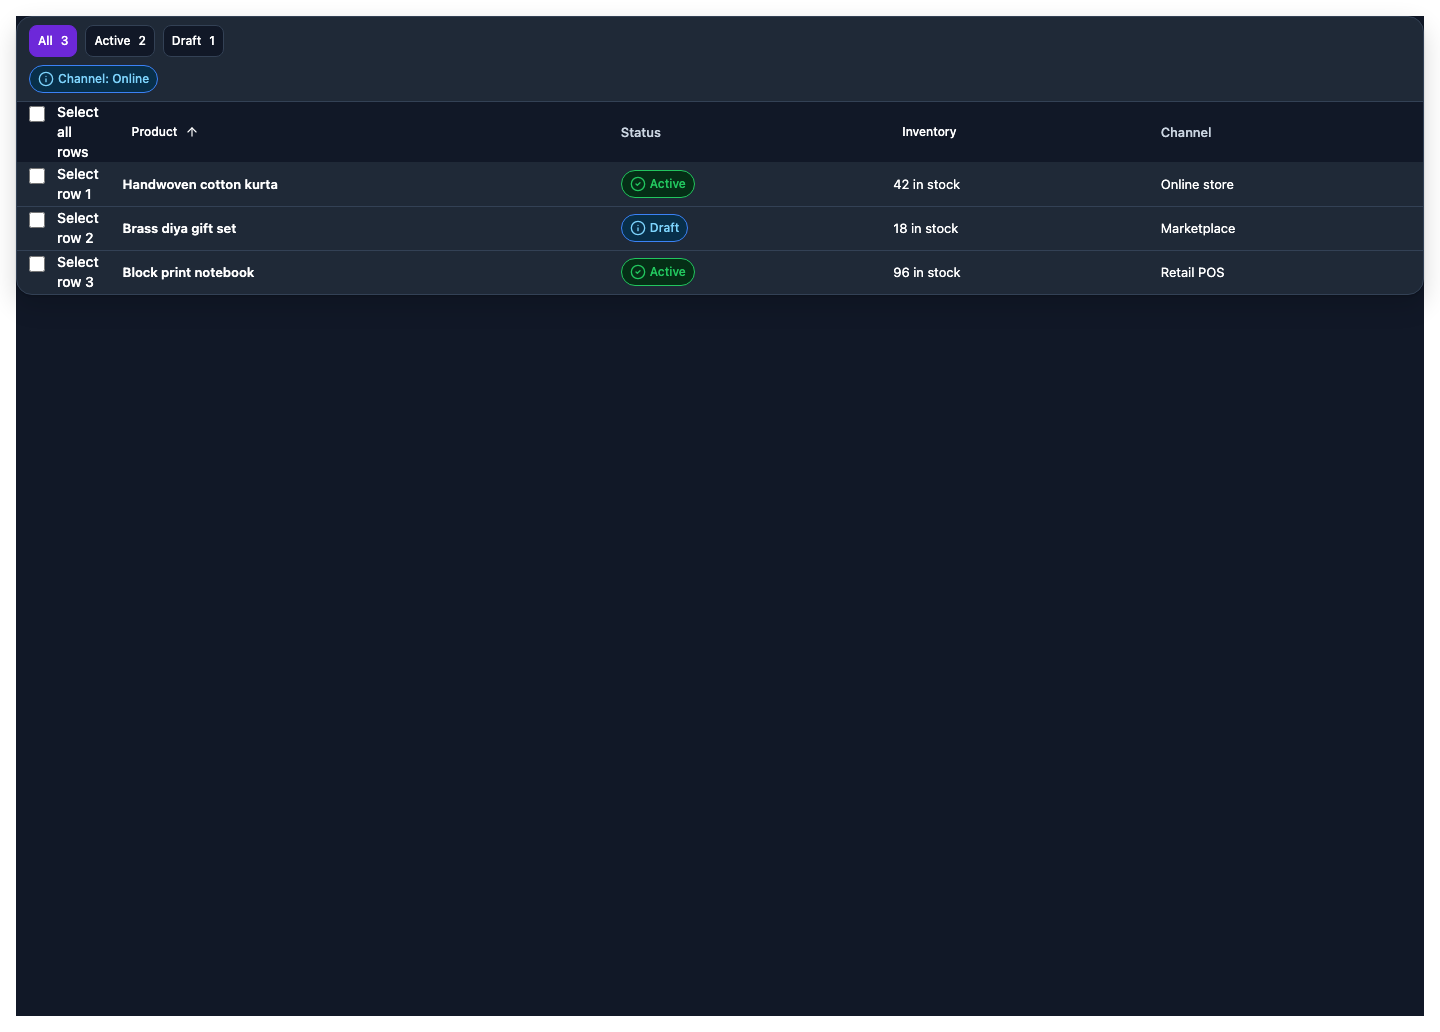 All 3 Active 2 Draft 1
Channel: Online
Select all rows Product Status Inventory Channel
Select row 1 Handwoven cotton kurta Active 42 in stock Online store
Select row 2 Brass diya gift set Draft 18 in stock Marketplace
Select row 3 Block print notebook Active 96 in stock Retail POS